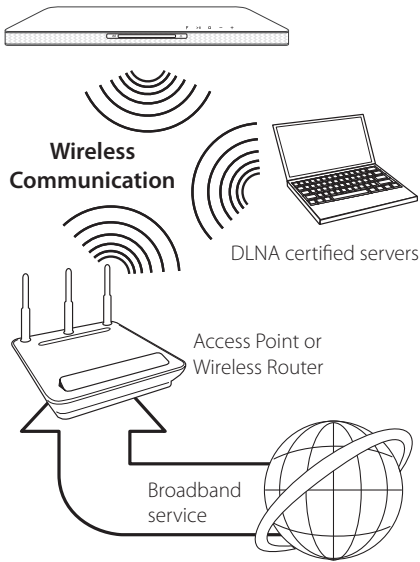 Wireless
Communication
DLNA certified servers
Access Point or
Wireless Router
Broadband
service